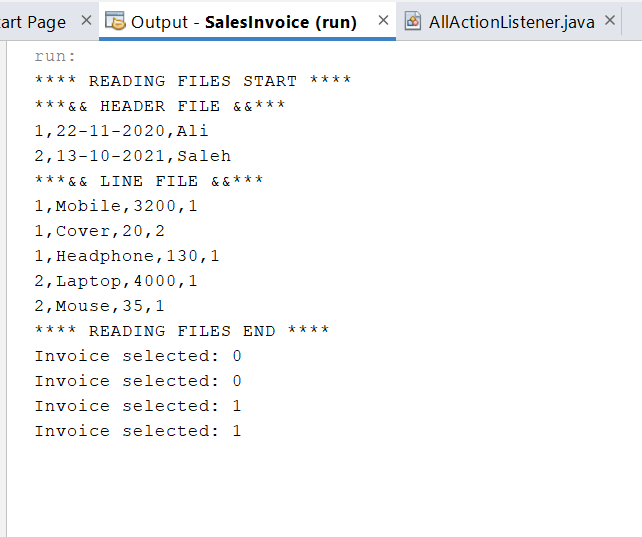 art Page × Output - SalesInvoice (run) × AllActionListener.java ×
run:
**** READING FILES START ****
***&& HEADER FILE &&***
1,22-11-2020,Ali
2,13-10-2021,Saleh
***&& LINE FILE &&***
1,Mobile,3200,1
1,Cover,20,2
1,Headphone,130,1
2,Laptop,4000,1
2,Mouse,35,1
**** READING FILES END ****
Invoice selected: 0
Invoice selected: 0
Invoice selected: 1
Invoice selected: 1